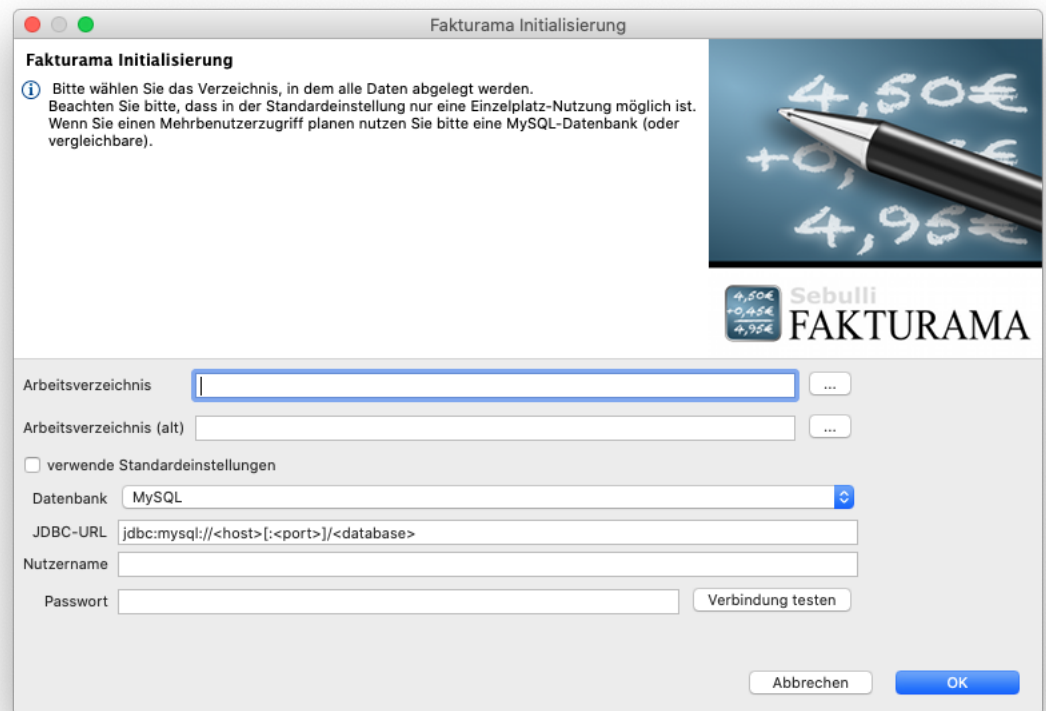 Fakturama Initialisierung
Fakturama Initialisierung
Bitte wählen Sie das Verzeichnis, in dem alle Daten abgelegt werden.
Beachten Sie bitte, dass in der Standardeinstellung nur eine Einzelplatz-Nutzung möglich ist.
Wenn Sie einen Mehrbenutzerzugriff planen nutzen Sie bitte eine MySQL-Datenbank (oder
vergleichbare).
4,50€
+0,
€
4,95€
4,50€
+0,45€
4,95€
Sebulli
FAKTURAMA
Arbeitsverzeichnis
...
Arbeitsverzeichnis (alt)
...
verwende Standardeinstellungen
Datenbank MySQL
JDBC-URL jdbc:mysql://<host>[:<port>]/<database>
Nutzername
Passwort Verbindung testen
Abbrechen OK